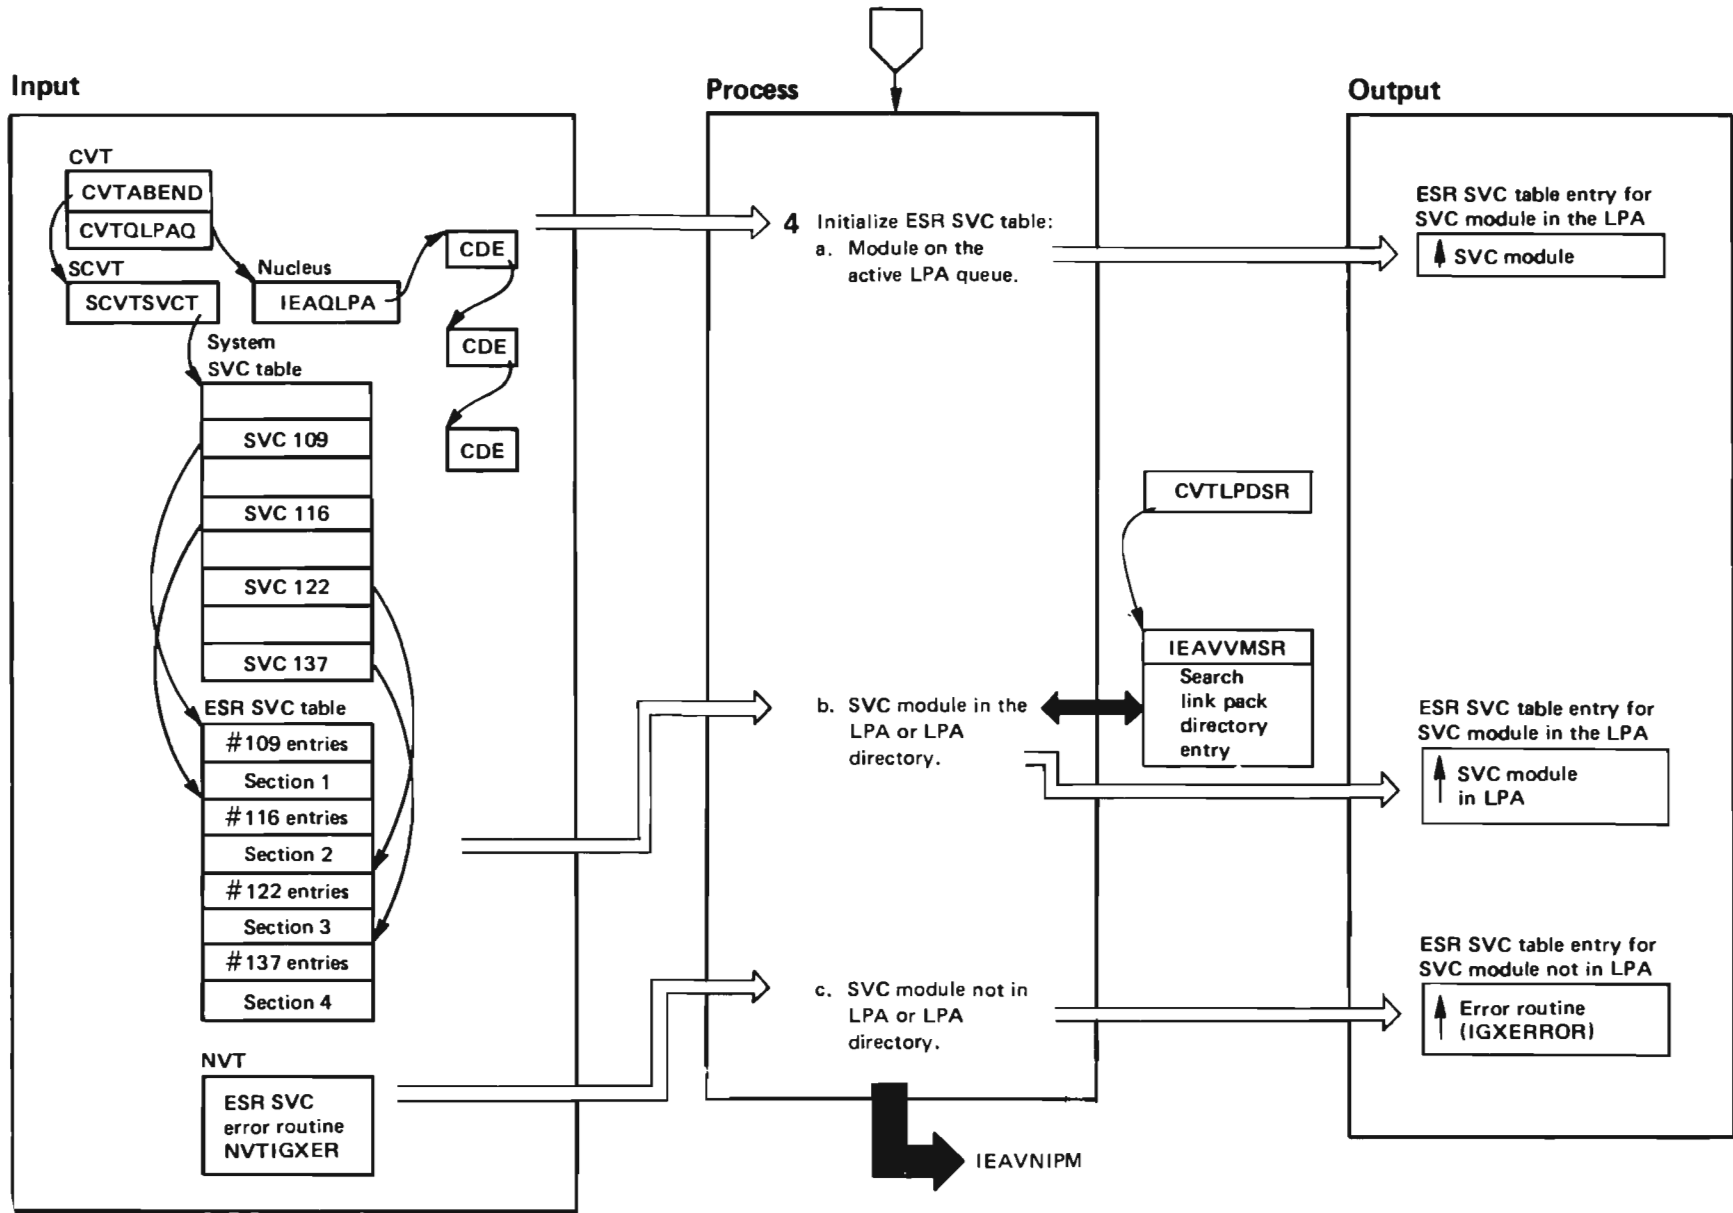 Input
CVT
CVTABEND
CVTQLPAQ
SCVT
SCVTSVCT
Nucleus
IEAQLPA
CDE
CDE
CDE
System
SVC table
SVC 109
SVC 116
SVC 122
SVC 137
ESR SVC table
#109 entries
Section 1
#116 entries
Section 2
#122 entries
Section 3
#137 entries
Section 4
NVT
ESR SVC
error routine
NVTIGXER
Process
4 Initialize ESR SVC table:
a. Module on the
active LPA queue.
b. SVC module in the
LPA or LPA
directory.
c. SVC module not in
LPA or LPA
directory.
IEAVNIPM
CVTLPDSR
IEAVVMSR
Search
link pack
directory
entry
Output
ESR SVC table entry for
SVC module in the LPA
SVC module
ESR SVC table entry for
SVC module in the LPA
SVC module
in LPA
ESR SVC table entry for
SVC module not in LPA
Error routine
(IGXERROR)